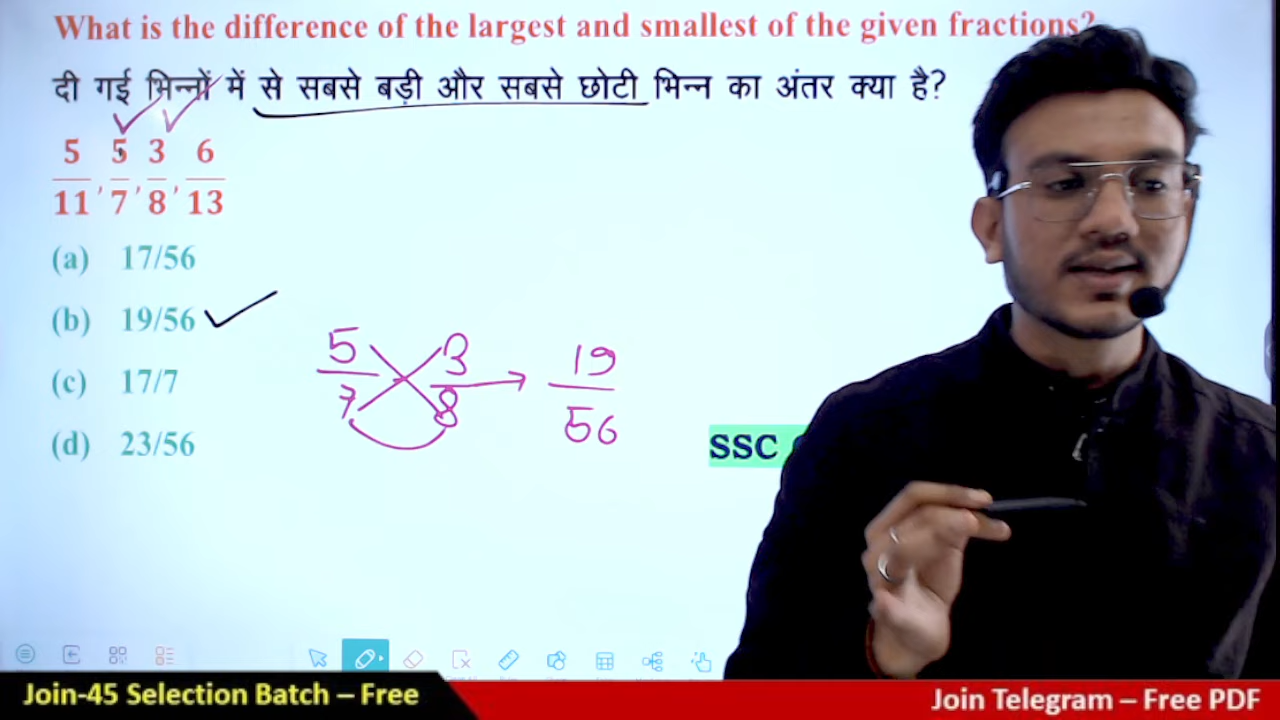 What is the difference of the largest and smallest of the given fractions?
दी गई भिन्नों में से सबसे बड़ी और सबसे छोटी भिन्न का अंतर क्या है?
5/11, 5/7, 3/8, 6/13
(a) 17/56
(b) 19/56
(c) 17/7
(d) 23/56
5/7 3/8 → 19/56
SSC
Join-45 Selection Batch – Free
Join Telegram – Free PDF